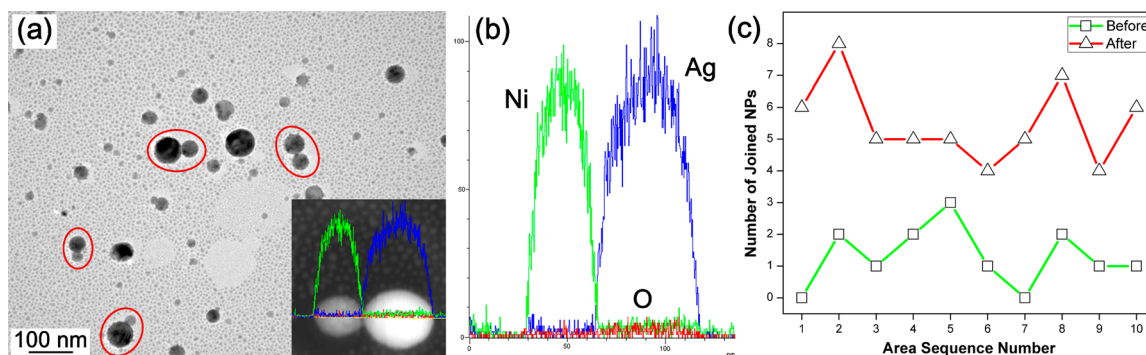 (a)
100 nm
(b)
Ni
Ag
O
100
50
0
0
50
100
nm
(c)
Before
After
Number of Joined NPs
8
7
6
5
4
3
2
1
0
1 2 3 4 5 6 7 8 9 10
Area Sequence Number